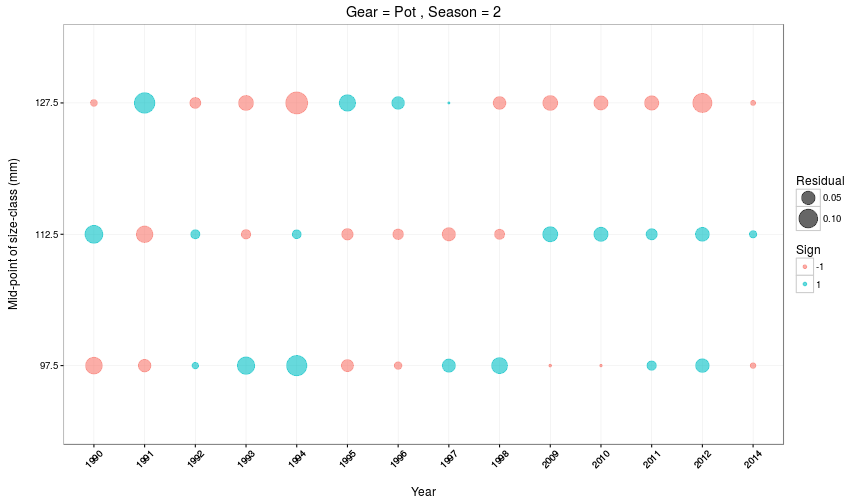 Gear = Pot , Season = 2
Mid-point of size-class (mm)
127.5
112.5
97.5
1990 1991 1992 1993 1994 1995 1996 1997 1998 2009 2010 2011 2012 2014
Year
Residual
0.05
0.10
Sign
-1
1